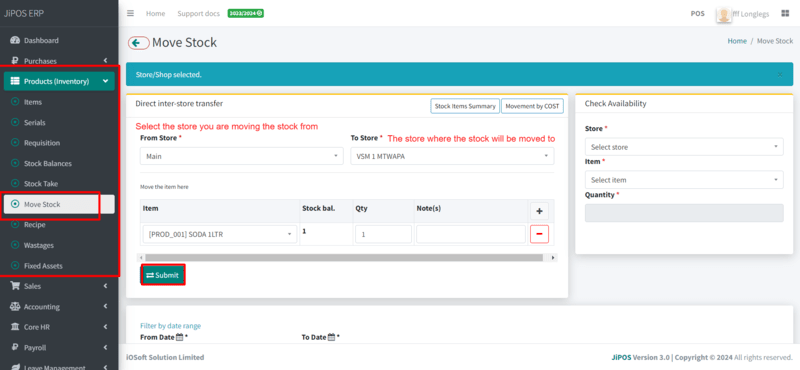 JiPOS ERP
Home
Support docs
2023/2024
POS
fff Longlegs
Dashboard
Purchases
Products (Inventory)
Items
Serials
Requisition
Stock Balances
Stock Take
Move Stock
Recipe
Wastages
Fixed Assets
Sales
Accounting
Core HR
Payroll
Leave Management
Move Stock
Home / Move Stock
Store/Shop selected.
×
Direct inter-store transfer
Stock Items Summary
Movement by COST
Select the store you are moving the stock from
From Store *
To Store *
The store where the stock will be moved to
Main
VSM 1 MTWAPA
Move the item here
Item Stock bal. Qty Note(s) +
[PROD_001] SODA 1LTR 1 1 −
Submit
Check Availability
Store *
Select store
Item *
Select item
Quantity *
Filter by date range
From Date *
To Date *
iOSoft Solution Limited
JiPOS Version 3.0 | Copyright © 2024 All rights reserved.